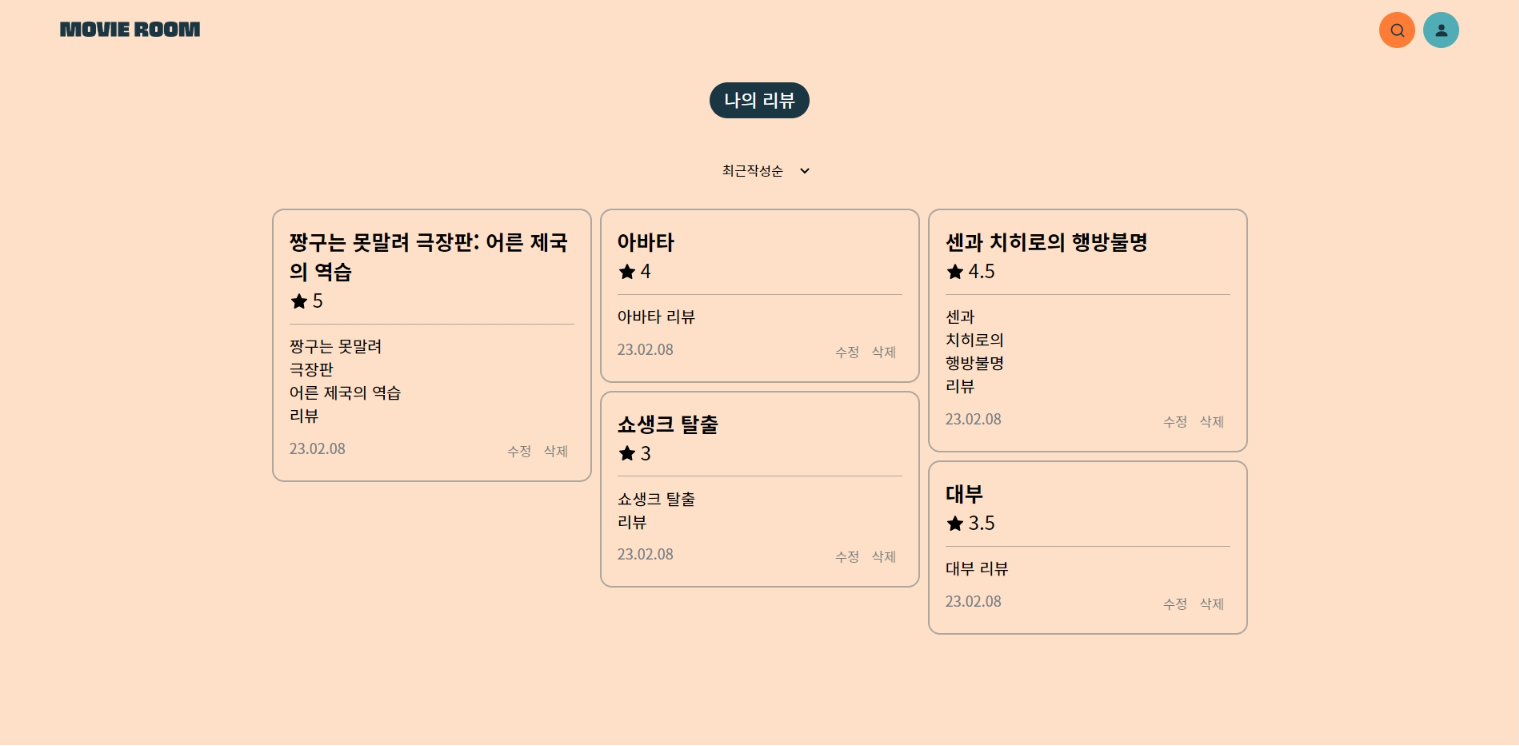 MOVIE ROOM
나의 리뷰
최근작성순
짱구는 못말려 극장판: 어른 제국
의 역습
5
짱구는 못말려
극장판
어른 제국의 역습
리뷰
23.02.08 수정 삭제
아바타
4
아바타 리뷰
23.02.08 수정 삭제
쇼생크 탈출
3
쇼생크 탈출
리뷰
23.02.08 수정 삭제
센과 치히로의 행방불명
4.5
센과
치히로의
행방불명
리뷰
23.02.08 수정 삭제
대부
3.5
대부 리뷰
23.02.08 수정 삭제